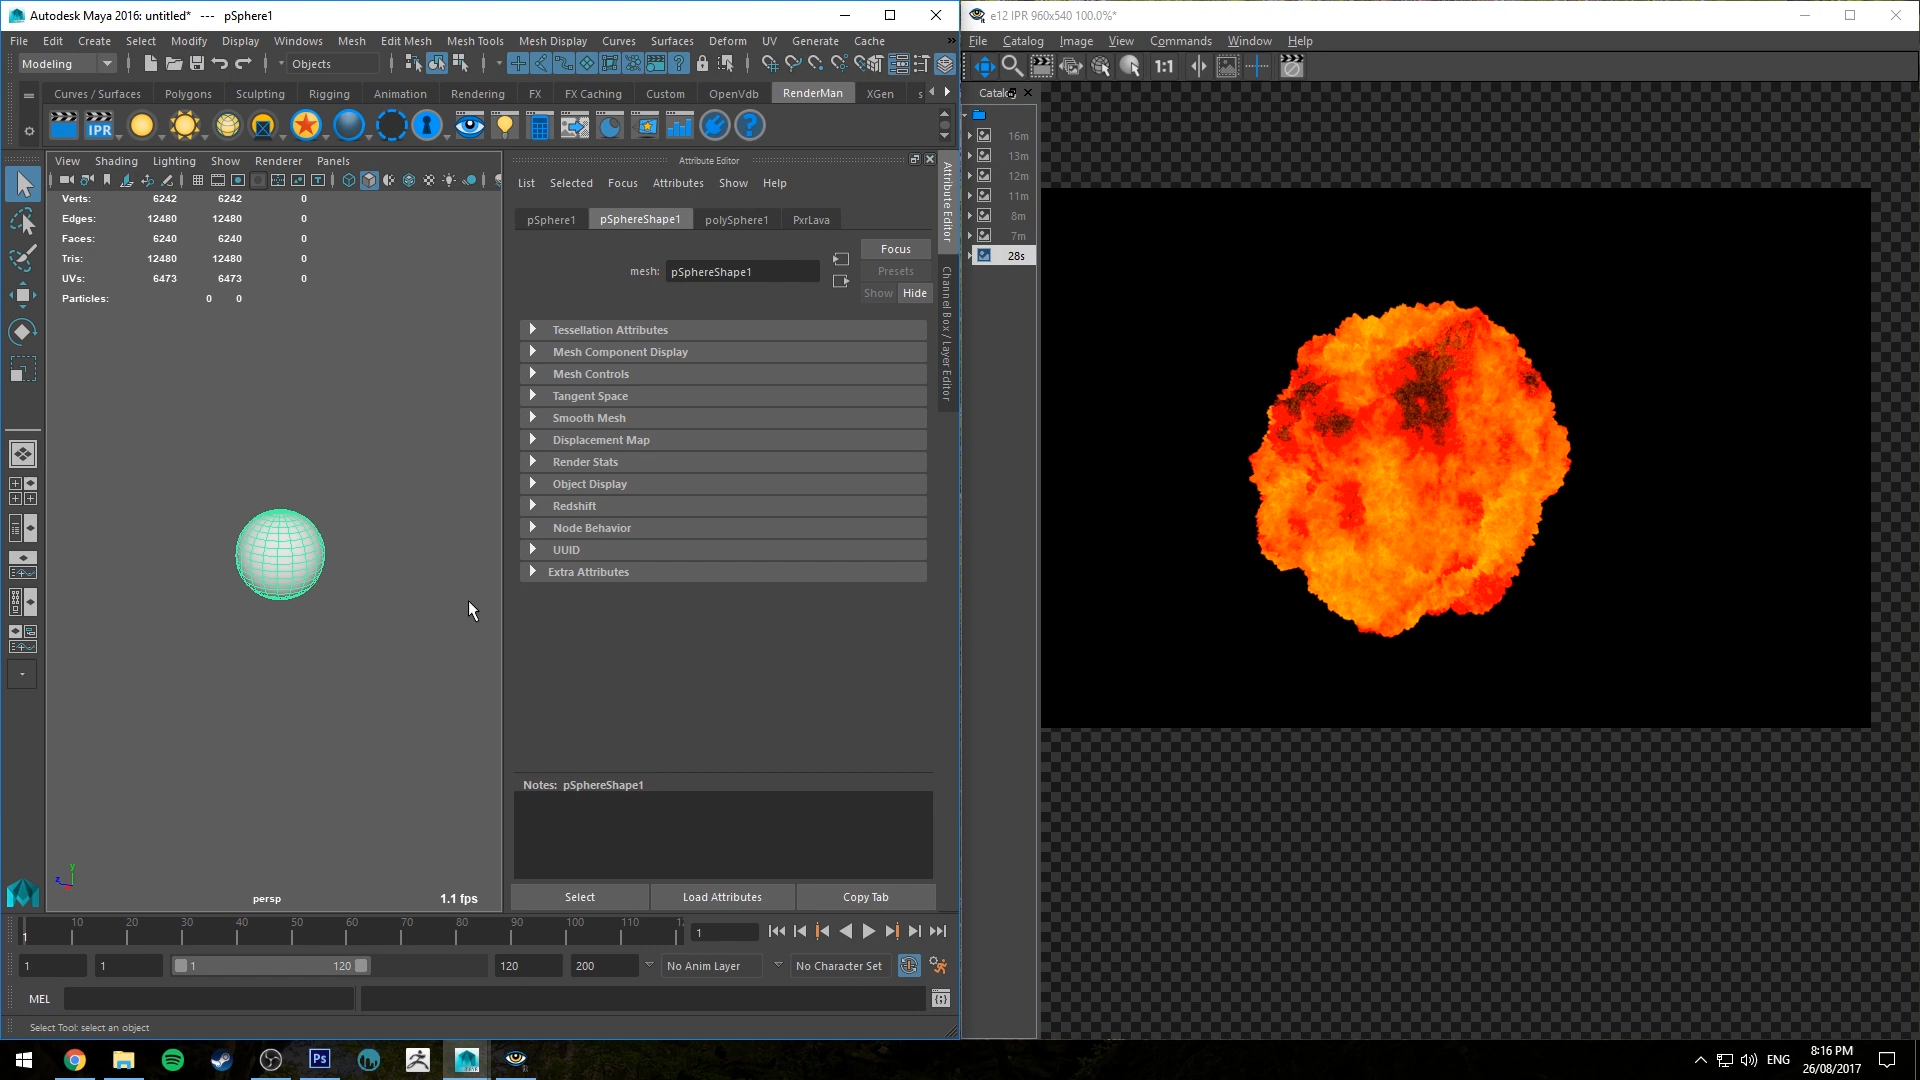 Autodesk Maya 2016: untitled*   ---   pSphere1
File Edit Create Select Modify Display Windows Mesh Edit Mesh Mesh Tools Mesh Display Curves Surfaces Deform UV Generate Cache »
Modeling Objects
Curves / Surfaces Polygons Sculpting Rigging Animation Rendering FX FX Caching Custom OpenVdb RenderMan XGen s
IPR
View Shading Lighting Show Renderer Panels
Verts: 6242 6242 0
Edges: 12480 12480 0
Faces: 6240 6240 0
Tris: 12480 12480 0
UVs: 6473 6473 0
Particles: 0 0
y
z
persp
1.1 fps
Attribute Editor
List Selected Focus Attributes Show Help
pSphere1 pSphereShape1 polySphere1 PxrLava
mesh: pSphereShape1
Focus
Presets
Show Hide
Tessellation Attributes
Mesh Component Display
Mesh Controls
Tangent Space
Smooth Mesh
Displacement Map
Render Stats
Object Display
Redshift
Node Behavior
UUID
Extra Attributes
Notes: pSphereShape1
Select Load Attributes Copy Tab
Attribute Editor
Channel Box / Layer Editor
1 10 20 30 40 50 60 70 80 90 100 110 12
1
1 1 1 120 120 200 No Anim Layer No Character Set
MEL
Select Tool: select an object
e12 IPR 960x540 100.0%*
File Catalog Image View Commands Window Help
1:1
Catalo
16m
13m
12m
11m
8m
7m
28s
Ps
ENG
8:16 PM
26/08/2017